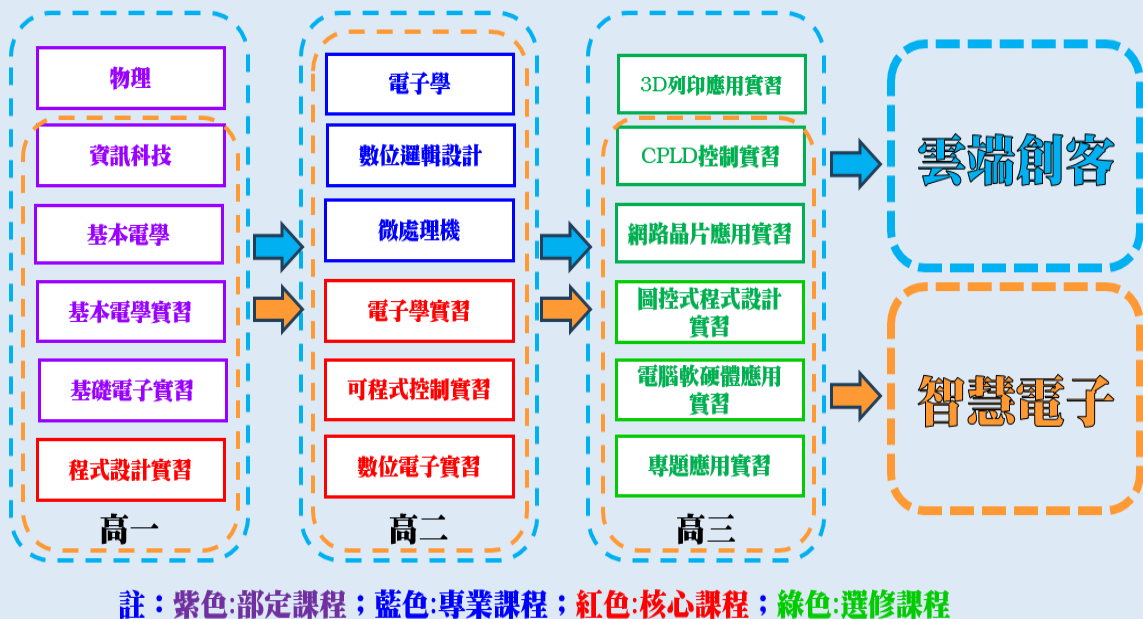 物理
資訊科技
基本電學
基本電學實習
基礎電子實習
程式設計實習
高一
電子學
數位邏輯設計
微處理機
電子學實習
可程式控制實習
數位電子實習
高二
3D列印應用實習
CPLD控制實習
網路晶片應用實習
圖控式程式設計
實習
電腦軟硬體應用
實習
專題應用實習
高三
雲端創客
智慧電子
註：紫色:部定課程；藍色:專業課程；紅色:核心課程；綠色:選修課程